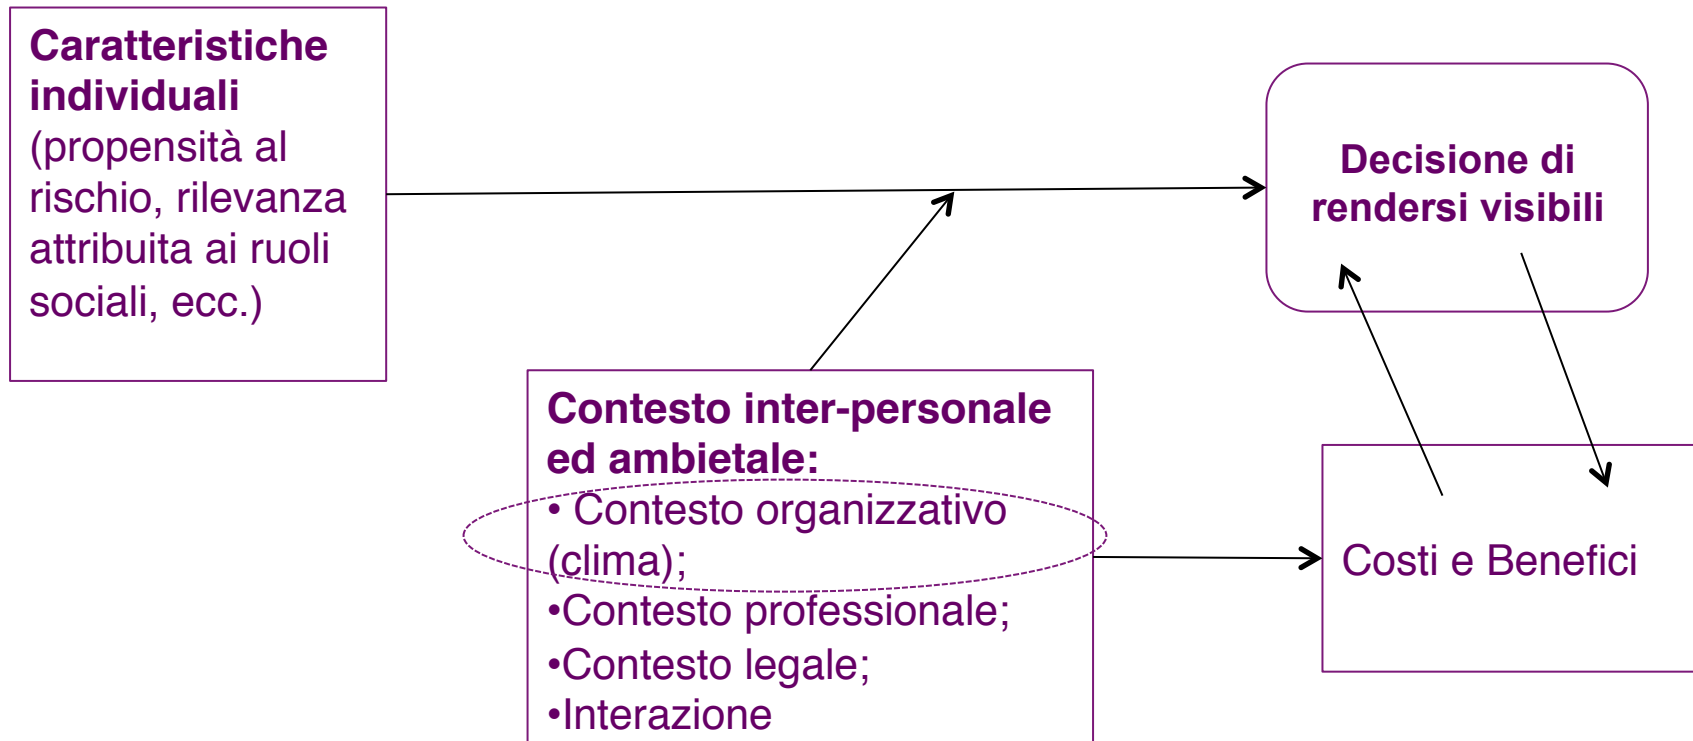 Caratteristiche
individuali
(propensità al
rischio, rilevanza
attribuita ai ruoli
sociali, ecc.)
Decisione di
rendersi visibili
Contesto inter-personale
ed ambietale:
• Contesto organizzativo
(clima);
•Contesto professionale;
•Contesto legale;
•Interazione
Costi e Benefici